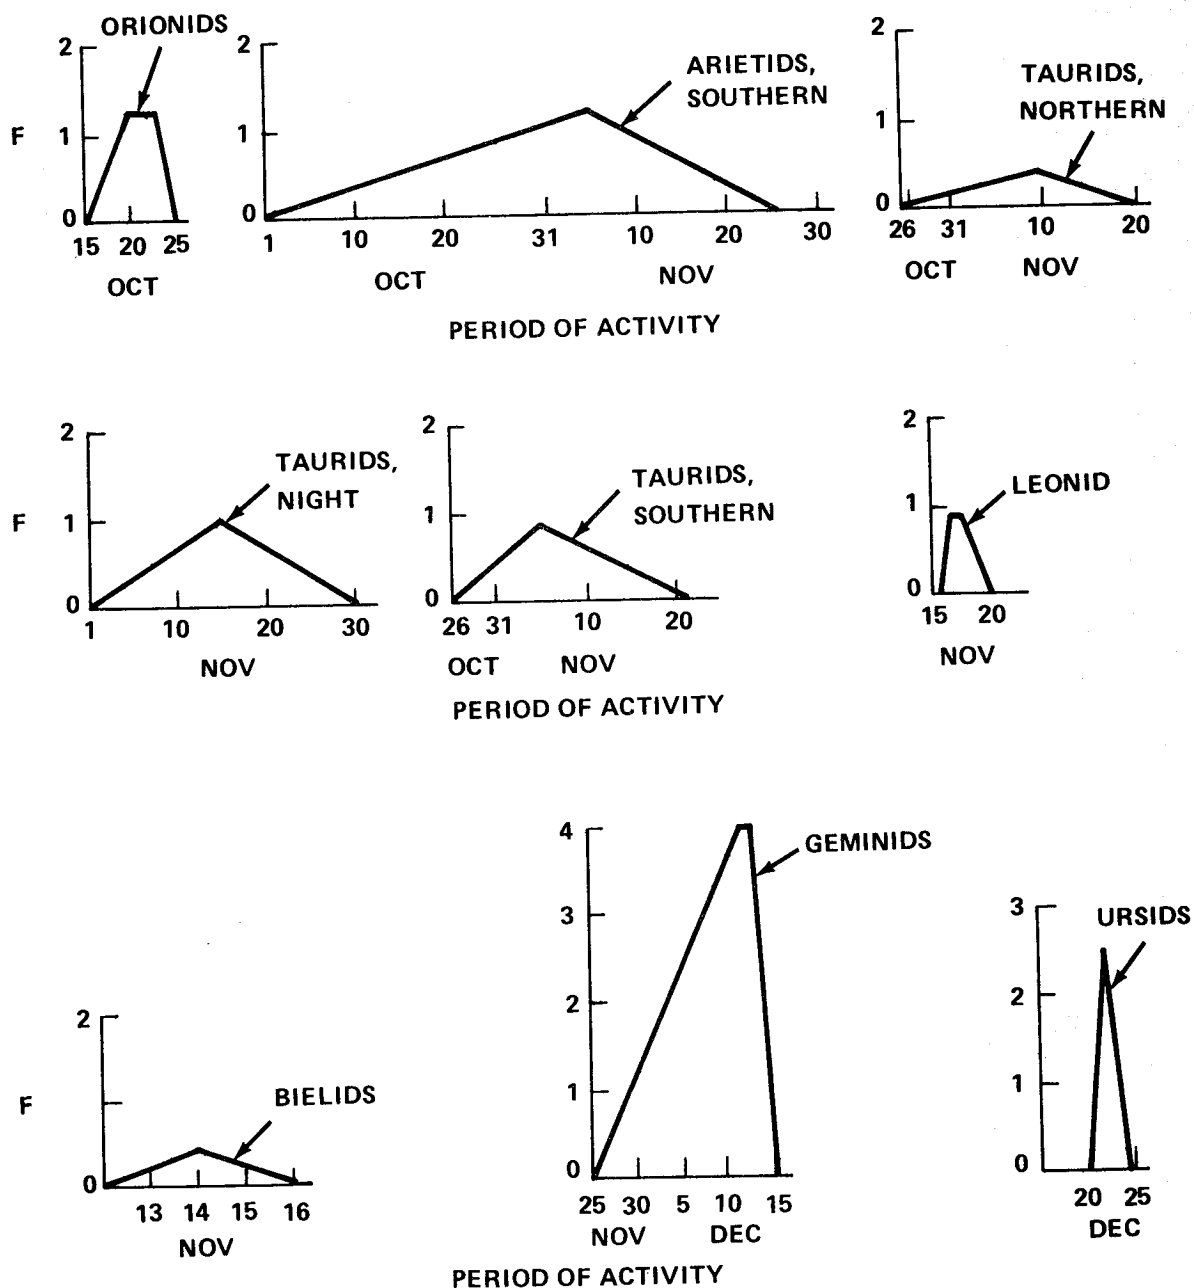 ORIONIDS
2
1
0
F
15 20 25
OCT
2
1
0
ARIETIDS,
SOUTHERN
1 10 20 31 10 20 30
OCT NOV
2
1
0
TAURIDS,
NORTHERN
26 31 10 20
OCT NOV
PERIOD OF ACTIVITY
2
1
0
F
TAURIDS,
NIGHT
1 10 20 30
NOV
2
1
0
TAURIDS,
SOUTHERN
26 31 10 20
OCT NOV
2
1
0
LEONID
15 20
NOV
PERIOD OF ACTIVITY
2
0
F
BIELIDS
13 14 15 16
NOV
4
3
2
1
0
GEMINIDS
25 30 5 10 15
NOV DEC
3
2
1
0
URSIDS
20 25
DEC
PERIOD OF ACTIVITY